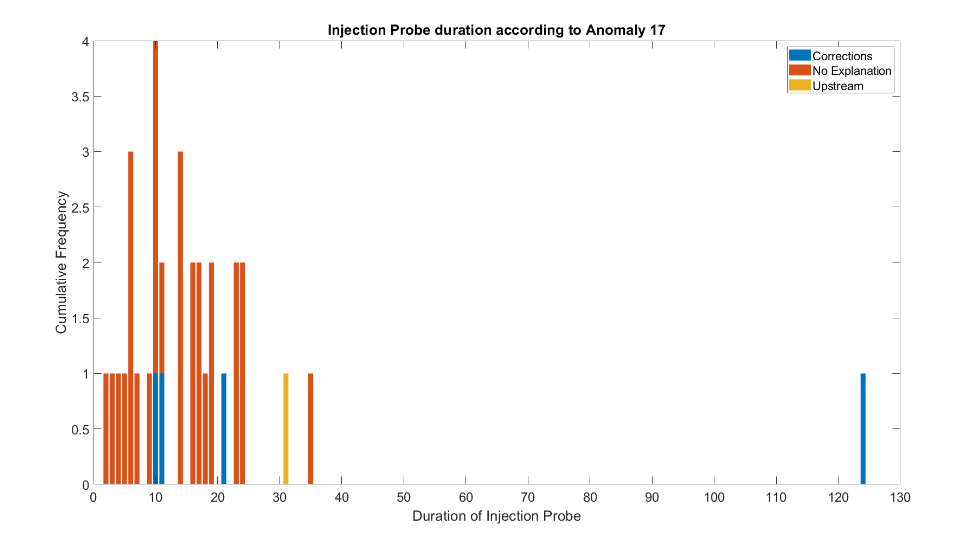 Injection Probe duration according to Anomaly 17
Corrections
No Explanation
Upstream
4
3.5
3
2.5
2
1.5
1
0.5
0
Cumulative Frequency
0 10 20 30 40 50 60 70 80 90 100 110 120 130
Duration of Injection Probe